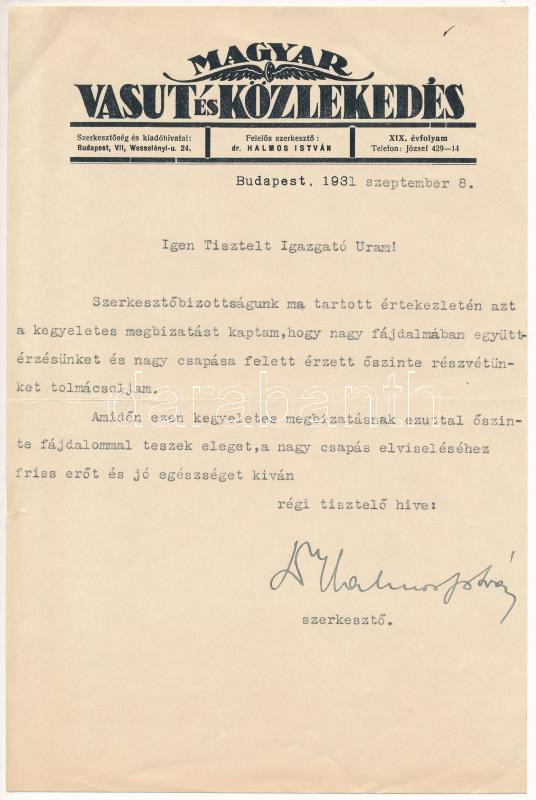 MAGYAR
VASUT ÉS KÖZLEKEDÉS
Szerkesztőség és kiadóhivatal:
Budapest, VII, Wesselényi-u. 24.
Felelős szerkesztő:
dr. HALMOS ISTVÁN
XIX. évfolyam
Telefon: József 429—14
Budapest, 1931 szeptember 8.
Igen Tisztelt Igazgató Uram!
Szerkesztőbizottságunk ma tartott értekezletén azt
a kegyeletes megbizatást kaptam,hogy nagy fájdalmában együtt-
érzésünket és nagy csapása felett érzett őszinte részvétün-
ket tolmácsoljam.
darabanth
Amidőn ezen kegyeletes megbizatásnak ezuttal őszin-
te fájdalommal teszek eleget,a nagy csapás elviseléséhez
friss erőt és jó egészséget kiván
régi tisztelő hive:
Dr Halmos István
szerkesztő.